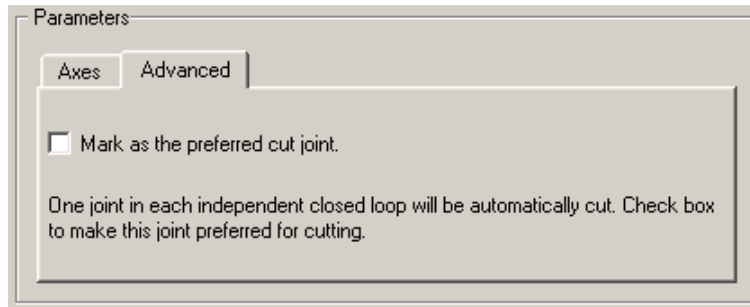 Parameters
Axes Advanced
Mark as the preferred cut joint.
One joint in each independent closed loop will be automatically cut. Check box
to make this joint preferred for cutting.